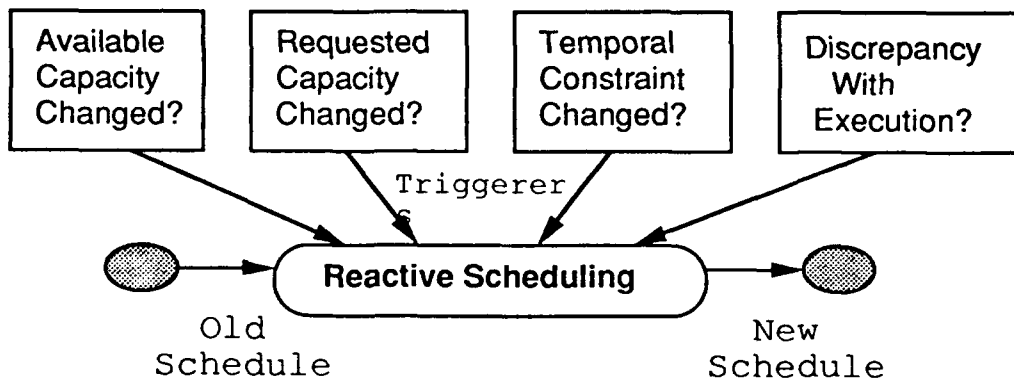 Available
Capacity
Changed?
Requested
Capacity
Changed?
Temporal
Constraint
Changed?
Discrepancy
With
Execution?
Triggerer
s
Reactive Scheduling
Old
Schedule
New
Schedule